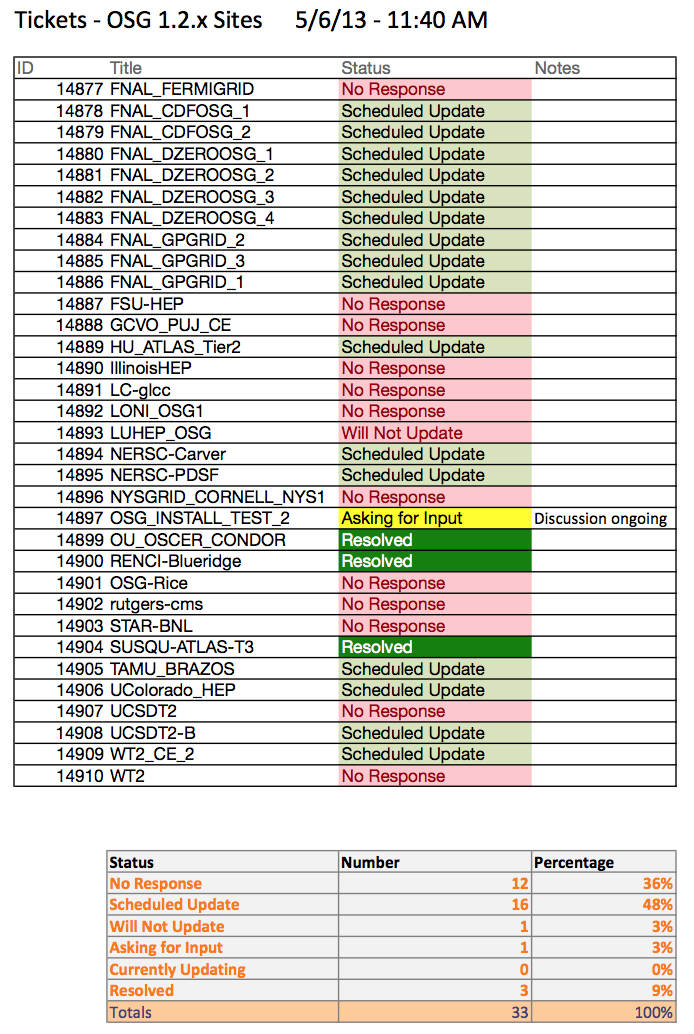 Tickets - OSG 1.2.x Sites 5/6/13 - 11:40 AM
ID Title Status Notes
14877 FNAL_FERMIGRID No Response
14878 FNAL_CDFOSG_1 Scheduled Update
14879 FNAL_CDFOSG_2 Scheduled Update
14880 FNAL_DZEROOSG_1 Scheduled Update
14881 FNAL_DZEROOSG_2 Scheduled Update
14882 FNAL_DZEROOSG_3 Scheduled Update
14883 FNAL_DZEROOSG_4 Scheduled Update
14884 FNAL_GPGRID_2 Scheduled Update
14885 FNAL_GPGRID_3 Scheduled Update
14886 FNAL_GPGRID_1 Scheduled Update
14887 FSU-HEP No Response
14888 GCVO_PUJ_CE No Response
14889 HU_ATLAS_Tier2 Scheduled Update
14890 IllinoisHEP No Response
14891 LC-glcc No Response
14892 LONI_OSG1 No Response
14893 LUHEP_OSG Will Not Update
14894 NERSC-Carver Scheduled Update
14895 NERSC-PDSF Scheduled Update
14896 NYSGRID_CORNELL_NYS1 No Response
14897 OSG_INSTALL_TEST_2 Asking for Input Discussion ongoing
14899 OU_OSCER_CONDOR Resolved
14900 RENCI-Blueridge Resolved
14901 OSG-Rice No Response
14902 rutgers-cms No Response
14903 STAR-BNL No Response
14904 SUSQU-ATLAS-T3 Resolved
14905 TAMU_BRAZOS Scheduled Update
14906 UColorado_HEP Scheduled Update
14907 UCSDT2 No Response
14908 UCSDT2-B Scheduled Update
14909 WT2_CE_2 Scheduled Update
14910 WT2 No Response
Status Number Percentage
No Response 12 36%
Scheduled Update 16 48%
Will Not Update 1 3%
Asking for Input 1 3%
Currently Updating 0 0%
Resolved 3 9%
Totals 33 100%